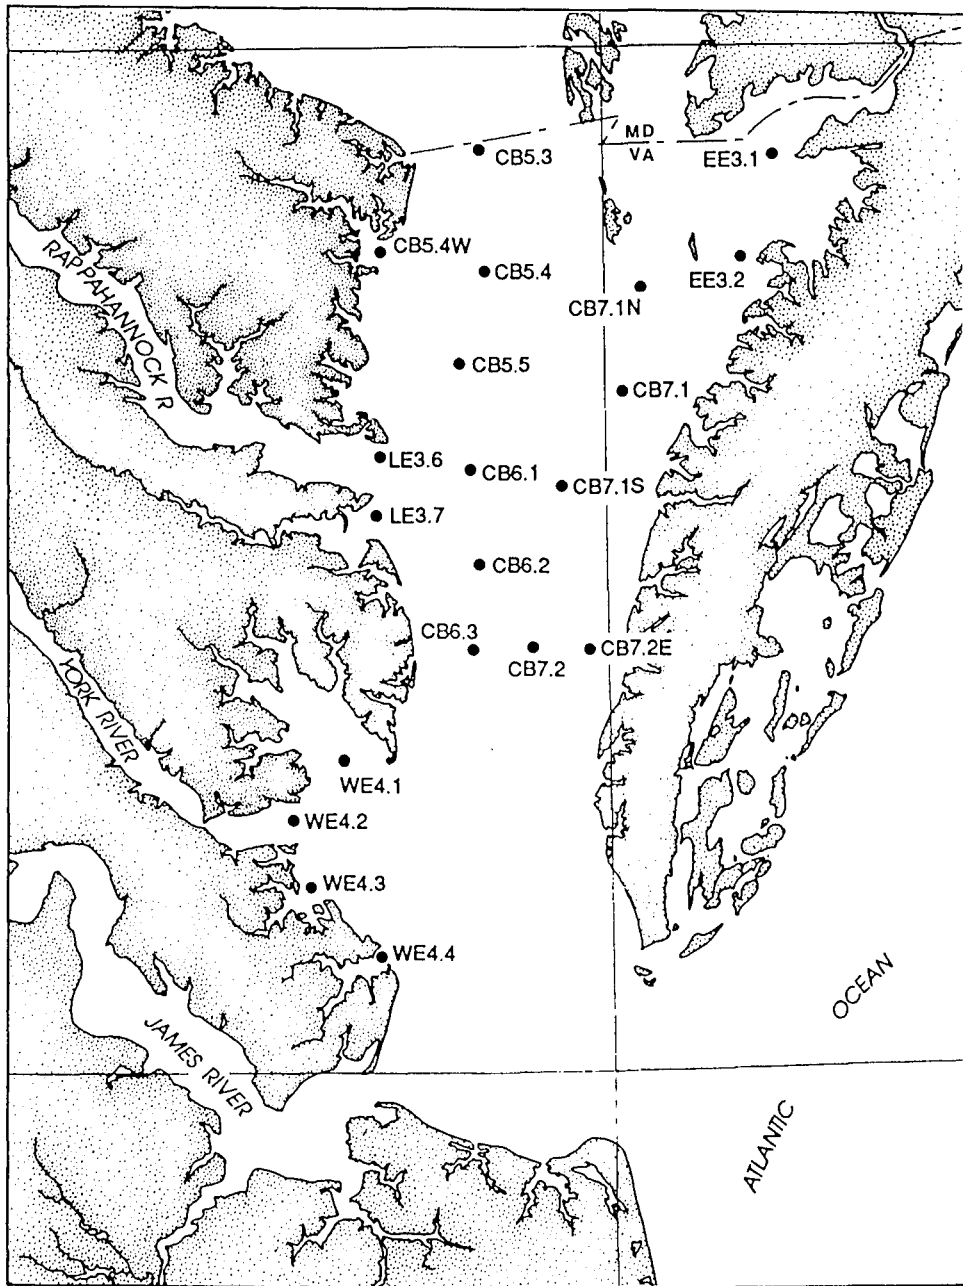 MD
VA
CB5.3
EE3.1
CB5.4W
CB5.4
EE3.2
CB7.1N
RAPPAHANNOCK R
CB5.5
CB7.1
LE3.6
CB6.1
CB7.1S
LE3.7
CB6.2
CB6.3
CB7.2
CB7.2E
YORK RIVER
WE4.1
WE4.2
WE4.3
WE4.4
OCEAN
JAMES RIVER
ATLANTIC